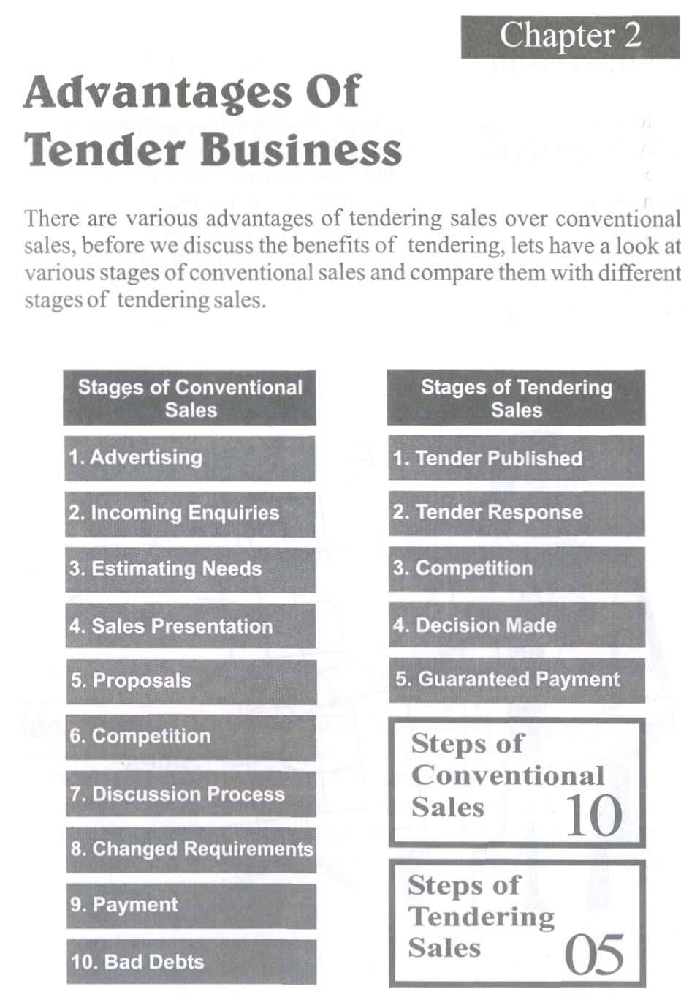 Chapter 2
Advantages Of
Tender Business
There are various advantages of tendering sales over conventional
sales, before we discuss the benefits of tendering, lets have a look at
various stages of conventional sales and compare them with different
stages of tendering sales.
Stages of Conventional
Sales
1. Advertising
2. Incoming Enquiries
3. Estimating Needs
4. Sales Presentation
5. Proposals
6. Competition
7. Discussion Process
8. Changed Requirements
9. Payment
10. Bad Debts
Stages of Tendering
Sales
1. Tender Published
2. Tender Response
3. Competition
4. Decision Made
5. Guaranteed Payment
Steps of
Conventional
Sales 10
Steps of
Tendering
Sales 05